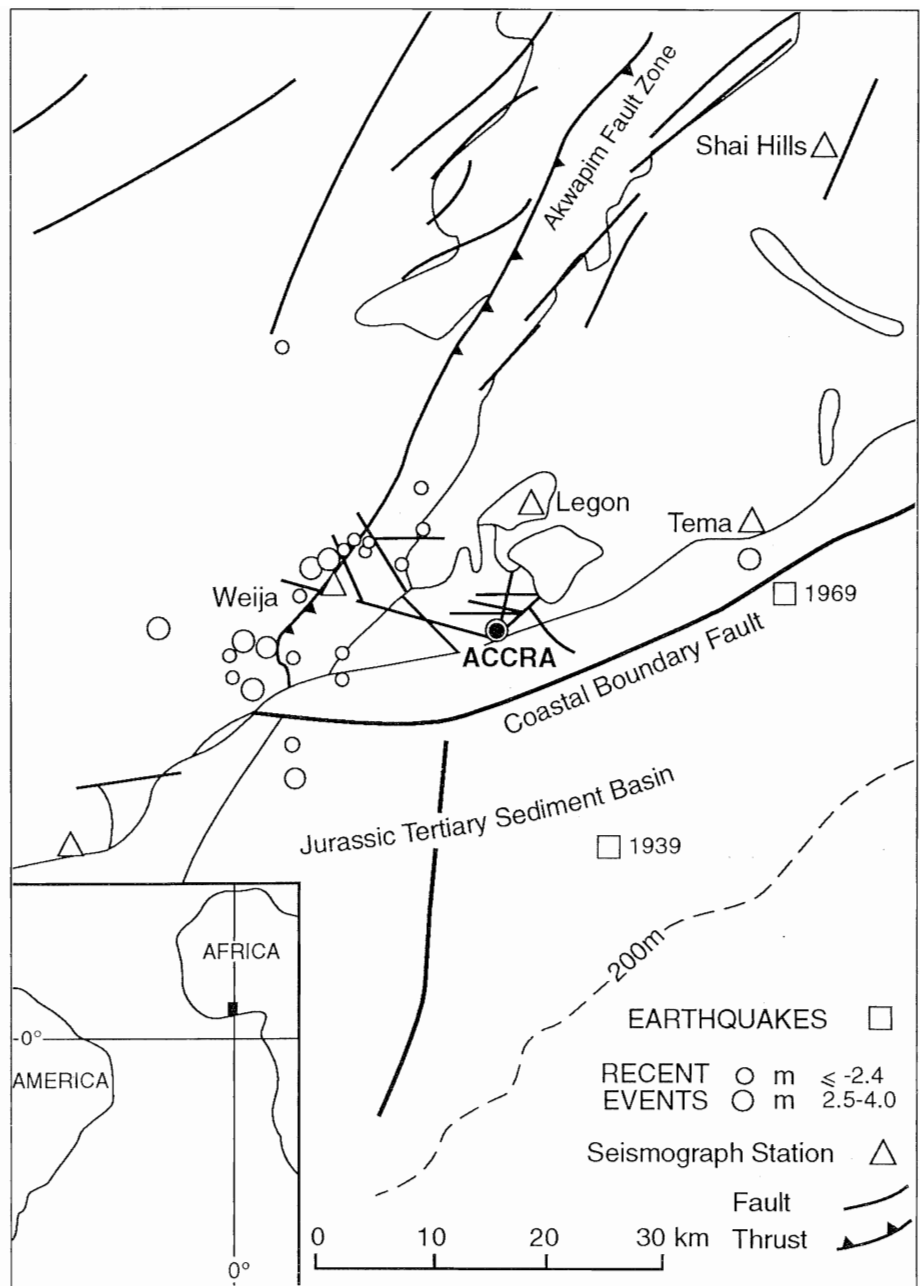 Akwapim Fault Zone
Shai Hills
Legon
Tema
Weija
1969
ACCRA
Coastal Boundary Fault
Jurassic Tertiary Sediment Basin
1939
200m
AFRICA
0°
AMERICA
0°
EARTHQUAKES
RECENT m ⩽ -2.4
EVENTS m 2.5-4.0
Seismograph Station
Fault
Thrust
0 10 20 30 km